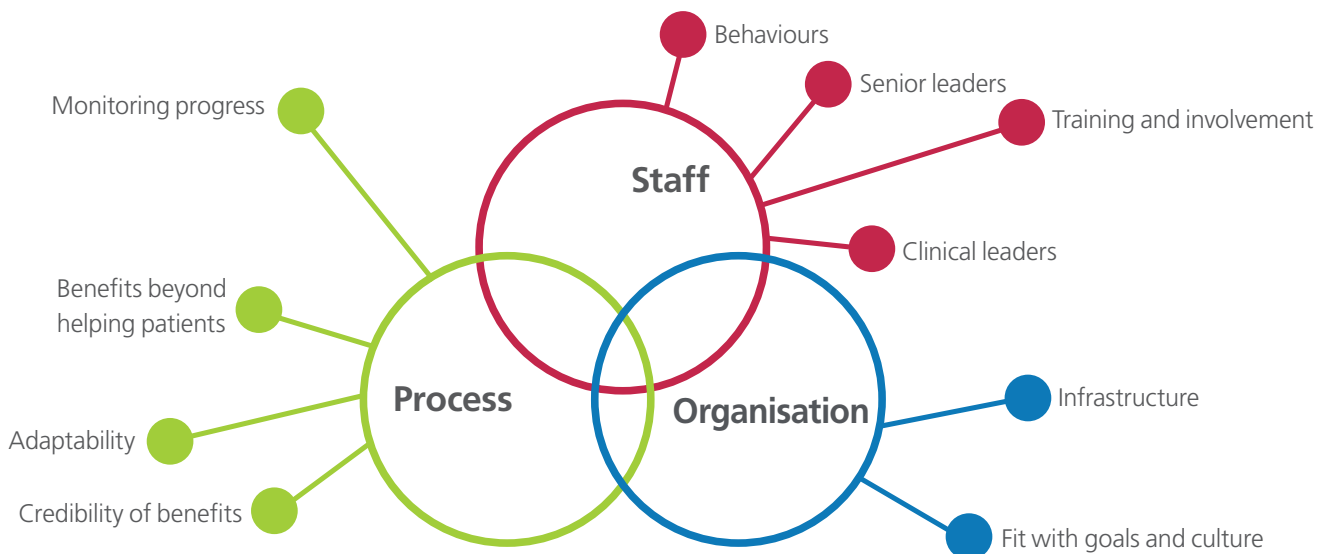 Behaviours
Senior leaders
Monitoring progress
Training and involvement
Staff
Clinical leaders
Benefits beyond
helping patients
Process
Organisation
Infrastructure
Adaptability
Credibility of benefits
Fit with goals and culture